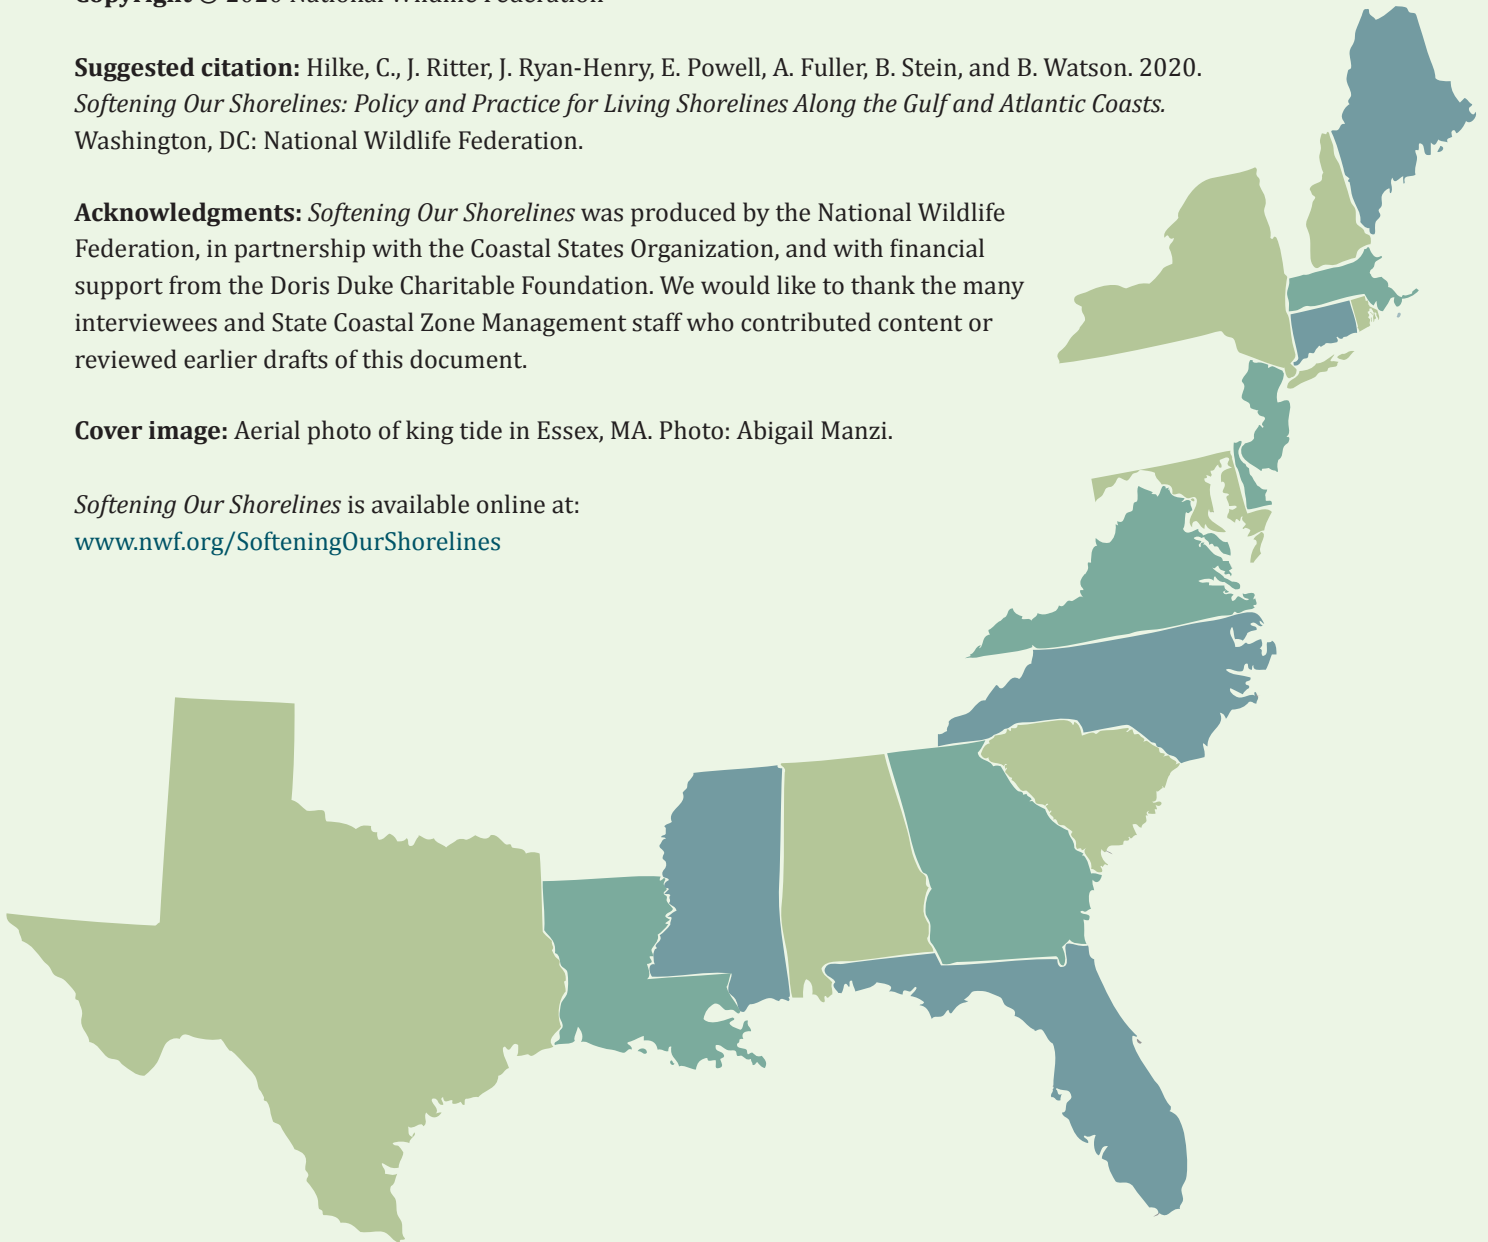 Copyright © 2020 National Wildlife Federation
Suggested citation: Hilke, C., J. Ritter, J. Ryan-Henry, E. Powell, A. Fuller, B. Stein, and B. Watson. 2020.
Softening Our Shorelines: Policy and Practice for Living Shorelines Along the Gulf and Atlantic Coasts.
Washington, DC: National Wildlife Federation.
Acknowledgments: Softening Our Shorelines was produced by the National Wildlife
Federation, in partnership with the Coastal States Organization, and with financial
support from the Doris Duke Charitable Foundation. We would like to thank the many
interviewees and State Coastal Zone Management staff who contributed content or
reviewed earlier drafts of this document.
Cover image: Aerial photo of king tide in Essex, MA. Photo: Abigail Manzi.
Softening Our Shorelines is available online at:
www.nwf.org/SofteningOurShorelines